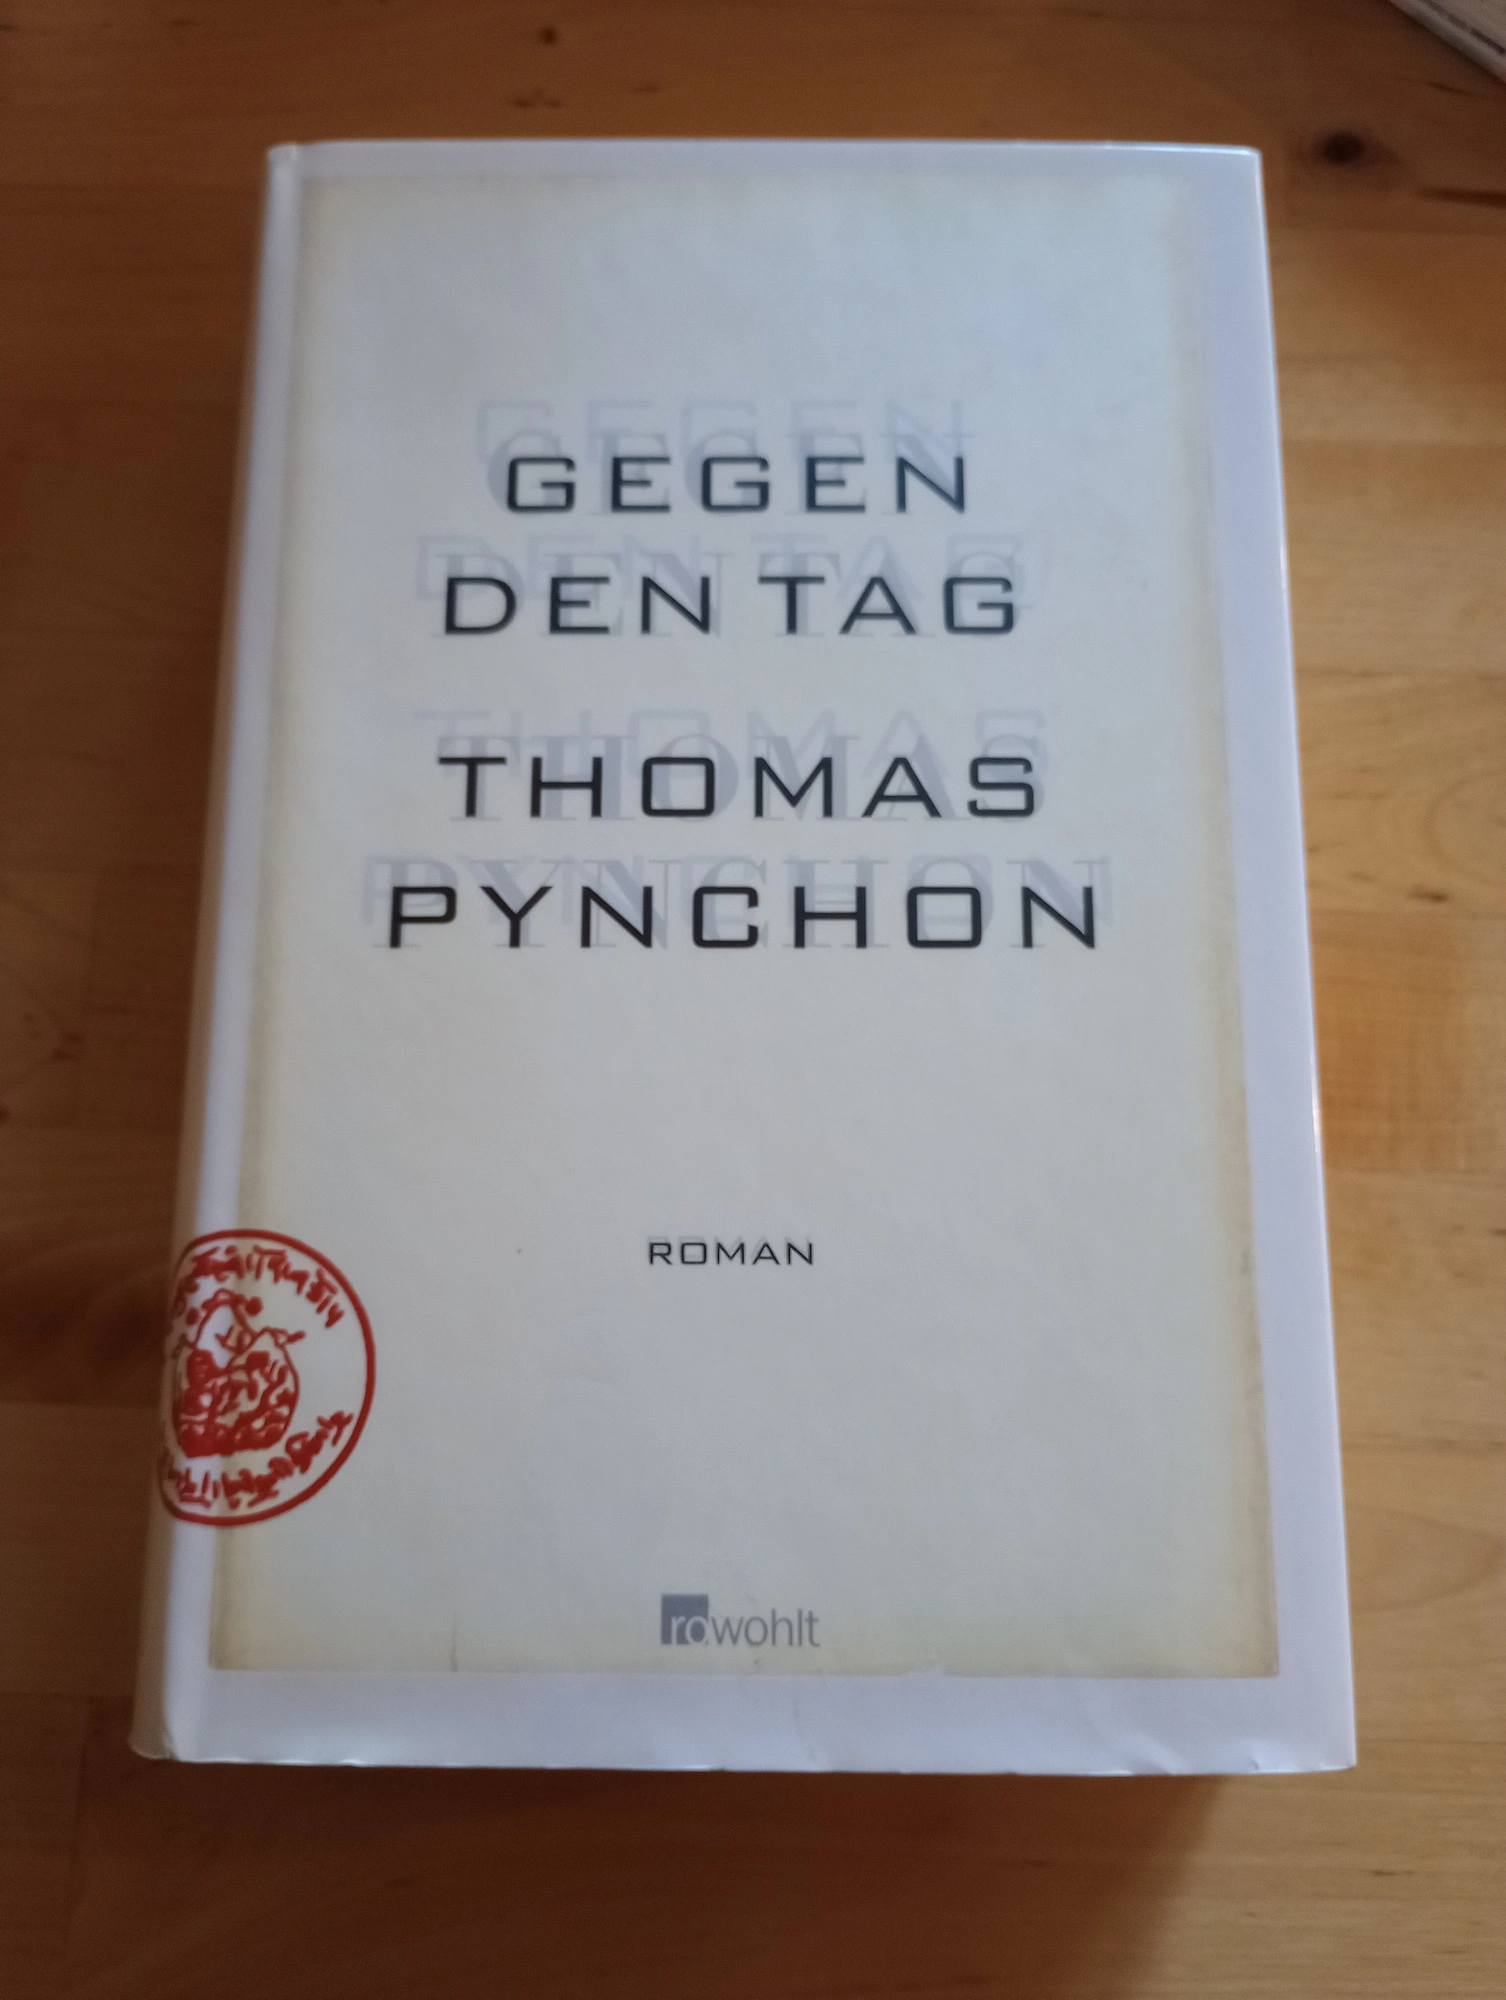 GEGEN
DEN TAG
THOMAS
PYNCHON
ROMAN
rowohlt